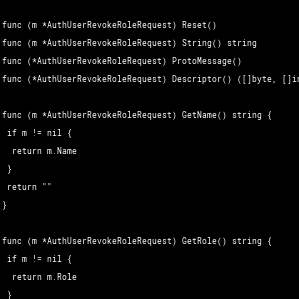 func (m *AuthUserRevokeRoleRequest) Reset()
func (m *AuthUserRevokeRoleRequest) String() string
func (*AuthUserRevokeRoleRequest) ProtoMessage()
func (*AuthUserRevokeRoleRequest) Descriptor() ([]byte, []in
func (m *AuthUserRevokeRoleRequest) GetName() string {
if m != nil {
return m.Name
}
return ""
}
func (m *AuthUserRevokeRoleRequest) GetRole() string {
if m != nil {
return m.Role
}